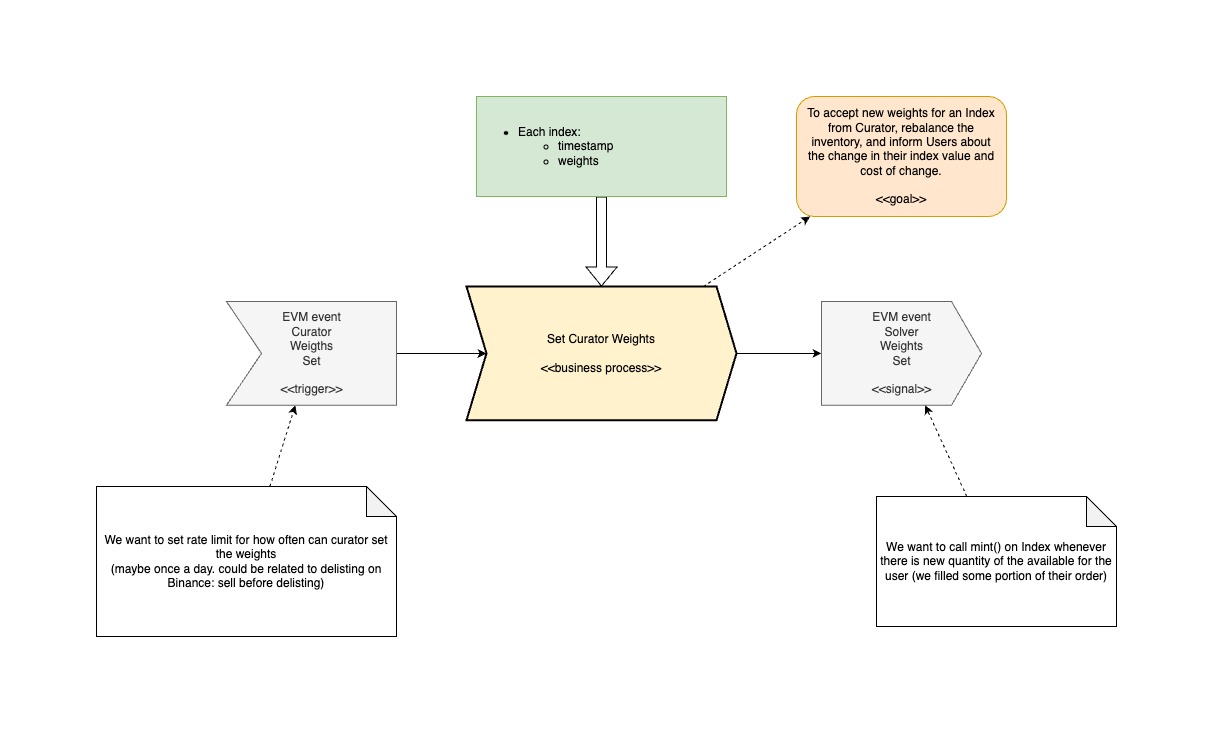 Each index:
timestamp
weights
To accept new weights for an Index
from Curator, rebalance the
inventory, and inform Users about
the change in their index value and
cost of change.
<<goal>>
EVM event
Curator
Weigths
Set
<<trigger>>
Set Curator Weights
<<business process>>
EVM event
Solver
Weights
Set
<<signal>>
We want to set rate limit for how often can curator set
the weights
(maybe once a day. could be related to delisting on
Binance: sell before delisting)
We want to call mint() on Index whenever
there is new quantity of the available for the
user (we filled some portion of their order)